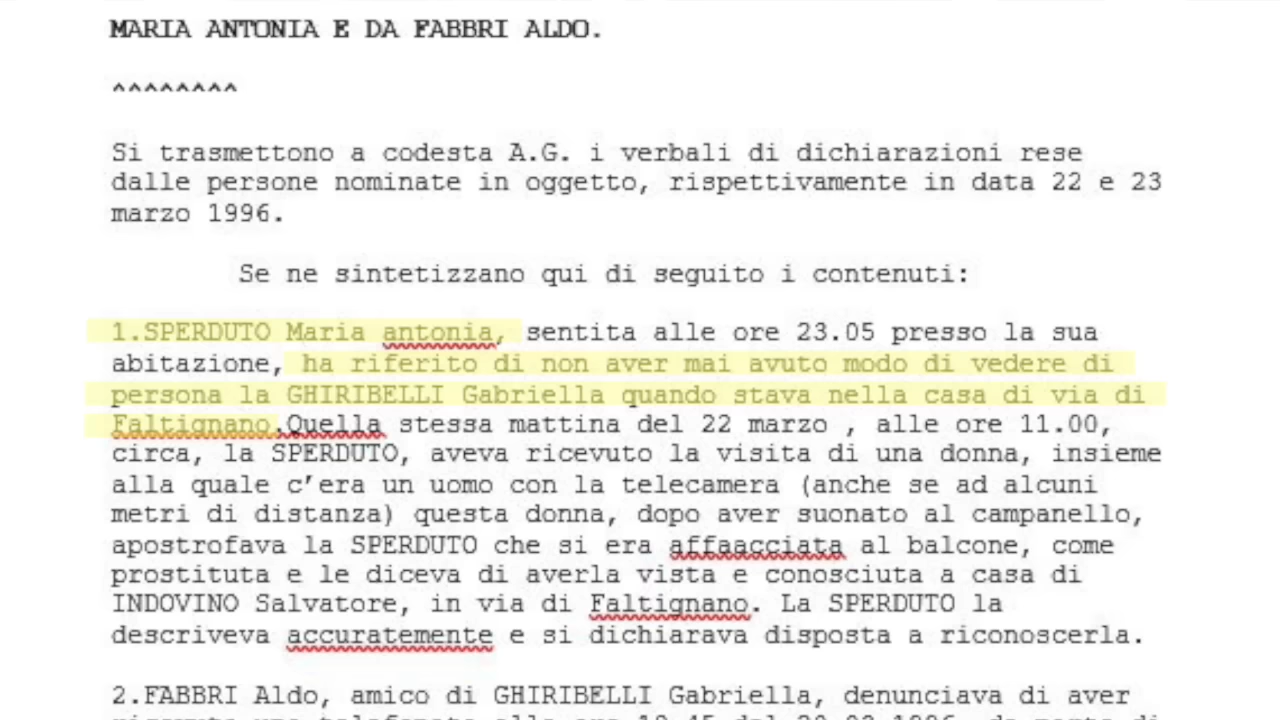 MARIA ANTONIA E DA FABBRI ALDO.
^^^^^^^^
Si trasmettono a codesta A.G. i verbali di dichiarazioni rese
dalle persone nominate in oggetto, rispettivamente in data 22 e 23
marzo 1996.
Se ne sintetizzano qui di seguito i contenuti:
1.SPERDUTO Maria antonia, sentita alle ore 23.05 presso la sua
abitazione, ha riferito di non aver mai avuto modo di vedere di
persona la GHIRIBELLI Gabriella quando stava nella casa di via di
Faltignano.Quella stessa mattina del 22 marzo , alle ore 11.00,
circa, la SPERDUTO, aveva ricevuto la visita di una donna, insieme
alla quale c'era un uomo con la telecamera (anche se ad alcuni
metri di distanza) questa donna, dopo aver suonato al campanello,
apostrofava la SPERDUTO che si era affaacciata al balcone, come
prostituta e le diceva di averla vista e conosciuta a casa di
INDOVINO Salvatore, in via di Faltignano. La SPERDUTO la
descriveva accuratemente e si dichiarava disposta a riconoscerla.
2.FABBRI Aldo, amico di GHIRIBELLI Gabriella, denunciava di aver